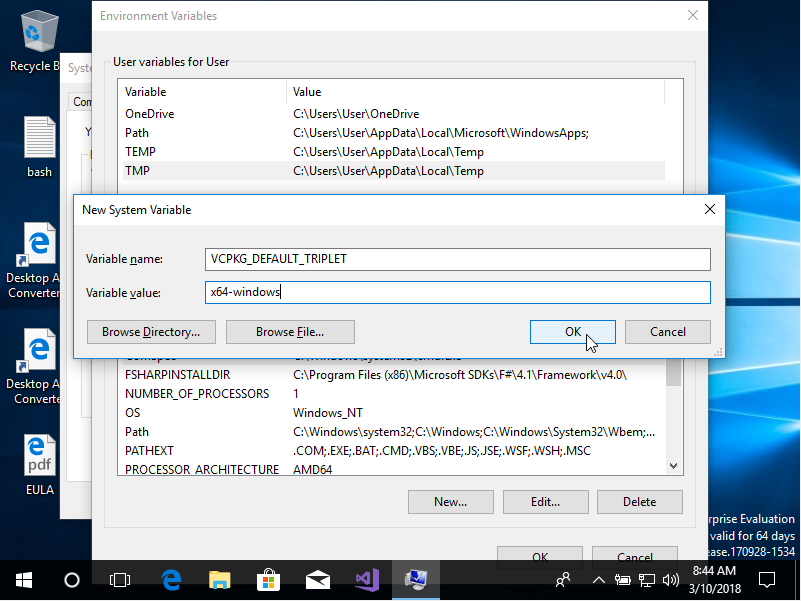 Environment Variables
Recycle B
Syste
Com
Y
bash
Desktop A
Converter
Desktop A
Converte
pdf
EULA
User variables for User
Variable Value
OneDrive C:\Users\User\OneDrive
Path C:\Users\User\AppData\Local\Microsoft\WindowsApps;
TEMP C:\Users\User\AppData\Local\Temp
TMP C:\Users\User\AppData\Local\Temp
New System Variable
Variable name: VCPKG_DEFAULT_TRIPLET
Variable value: x64-windows
Browse Directory... Browse File... OK Cancel
FSHARPINSTALLDIR C:\Program Files (x86)\Microsoft SDKs\F#\4.1\Framework\v4.0\
NUMBER_OF_PROCESSORS 1
OS Windows_NT
Path C:\Windows\system32;C:\Windows;C:\Windows\System32\Wbem;...
PATHEXT .COM;.EXE;.BAT;.CMD;.VBS;.VBE;.JS;.JSE;.WSF;.WSH;.MSC
PROCESSOR_ARCHITECTURE AMD64
New... Edit... Delete
OK Cancel
rprise Evaluation
valid for 64 days
ease.170928-1534
8:44 AM
3/10/2018